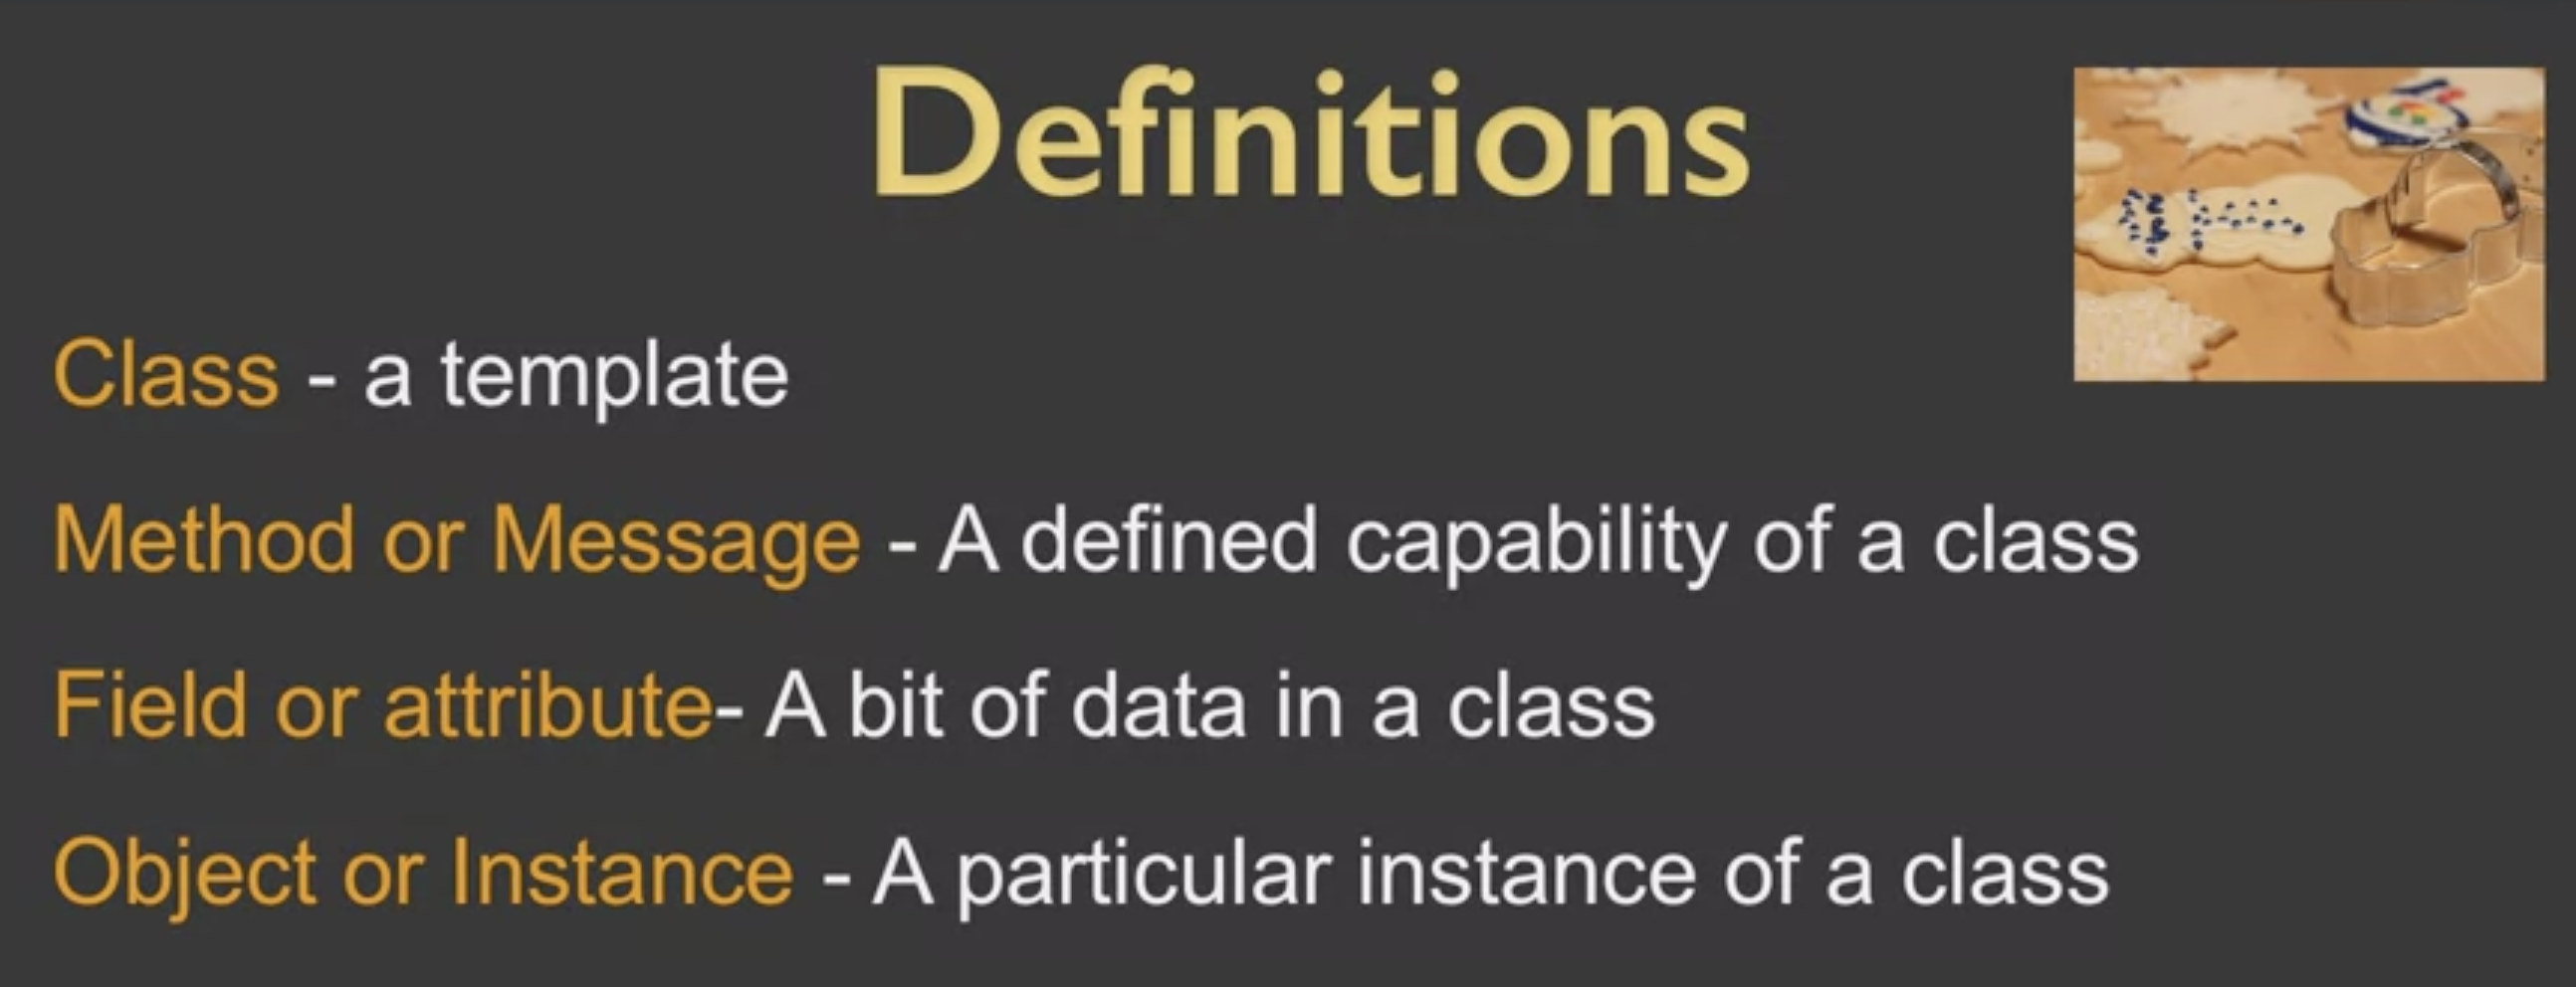 Definitions
Class - a template
Method or Message - A defined capability of a class
Field or attribute- A bit of data in a class
Object or Instance - A particular instance of a class